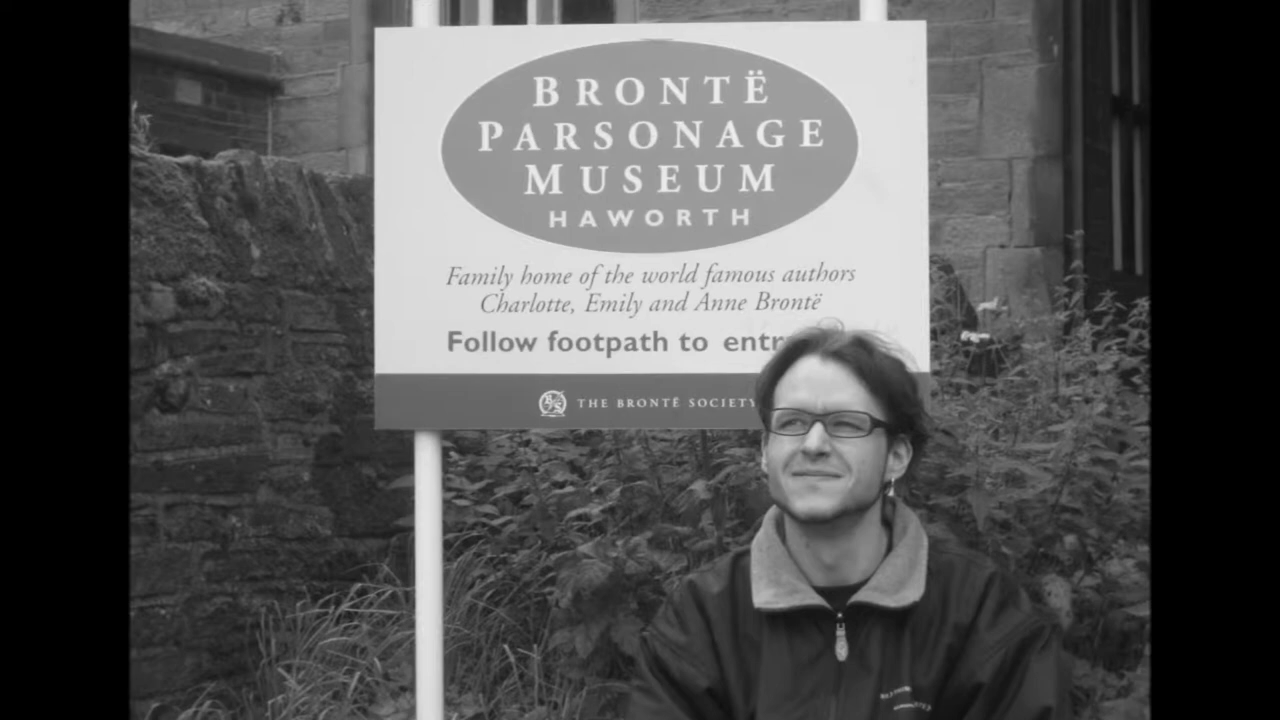 BRONTË
PARSONAGE
MUSEUM
HAWORTH
Family home of the world famous authors
Charlotte, Emily and Anne Brontë
Follow footpath to
THE BRONTË SOCIETY